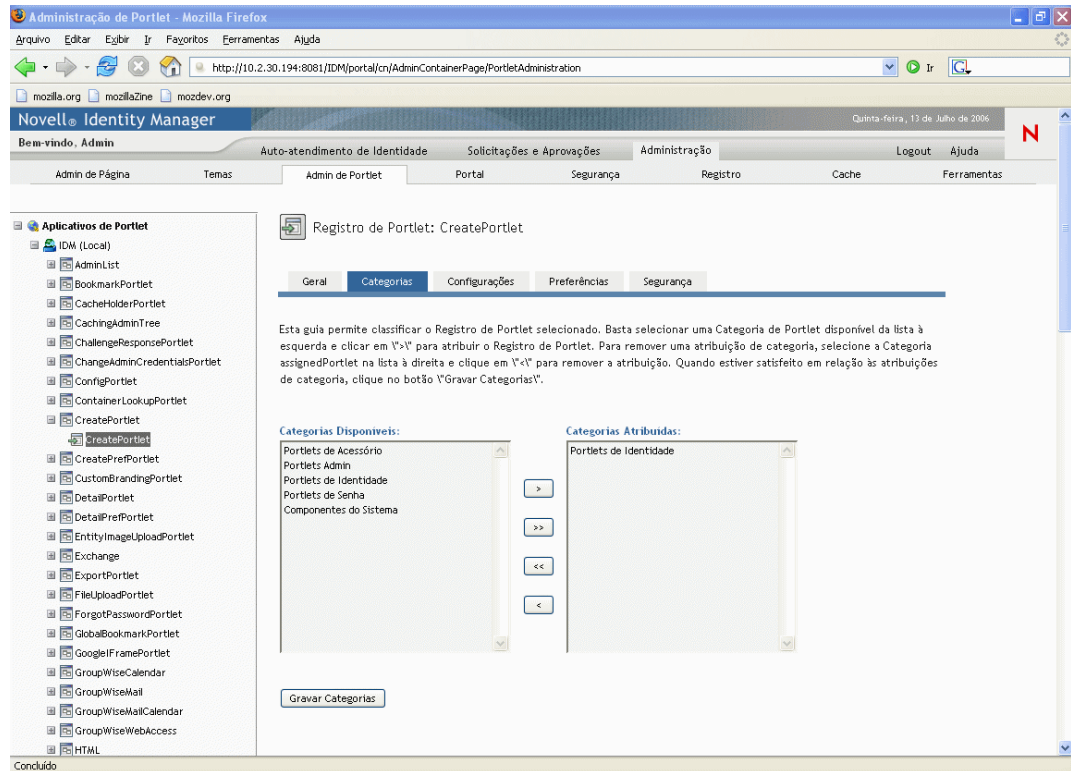 Administração de Portlet - Mozilla Firefox
Arquivo Editar Exibir Ir Favoritos Ferramentas Ajuda
http://10.2.30.194:8081/IDM/portal/cn/AdminContainerPage/PortletAdministration
Ir
G
mozilla.org mozillaZine mozdev.org
Novell® Identity Manager
Quinta-feira, 13 de Julho de 2006
N
Bem-vindo, Admin
Auto-atendimento de Identidade Solicitações e Aprovações Administração Logout Ajuda
Admin de Página Temas Admin de Portlet Portal Segurança Registro Cache Ferramentas
Aplicativos de Portlet
IDM (Local)
AdminList
BookmarkPortlet
CacheHolderPortlet
CachingAdminTree
ChallengeResponsePortlet
ChangeAdminCredentialsPortlet
ConfigPortlet
ContainerLookupPortlet
CreatePortlet
CreatePortlet
CreatePrefPortlet
CustomBrandingPortlet
DetailPortlet
DetailPrefPortlet
EntityImageUploadPortlet
Exchange
ExportPortlet
FileUploadPortlet
ForgotPasswordPortlet
GlobalBookmarkPortlet
GoogleIFramePortlet
GroupWiseCalendar
GroupWiseMail
GroupWiseMailCalendar
GroupWiseWebAccess
HTML
Registro de Portlet: CreatePortlet
Geral Categorias Configurações Preferências Segurança
Esta guia permite classificar o Registro de Portlet selecionado. Basta selecionar uma Categoria de Portlet disponível da lista à
esquerda e clicar em \">\" para atribuir o Registro de Portlet. Para remover uma atribuição de categoria, selecione a Categoria
assignedPortlet na lista à direita e clique em \"<\" para remover a atribuição. Quando estiver satisfeito em relação às atribuições
de categoria, clique no botão \"Gravar Categorias\".
Categorias Disponíveis:
Portlets de Acessório
Portlets Admin
Portlets de Identidade
Portlets de Senha
Componentes do Sistema
>
>>
<<
<
Categorias Atribuídas:
Portlets de Identidade
Gravar Categorias
Concluído